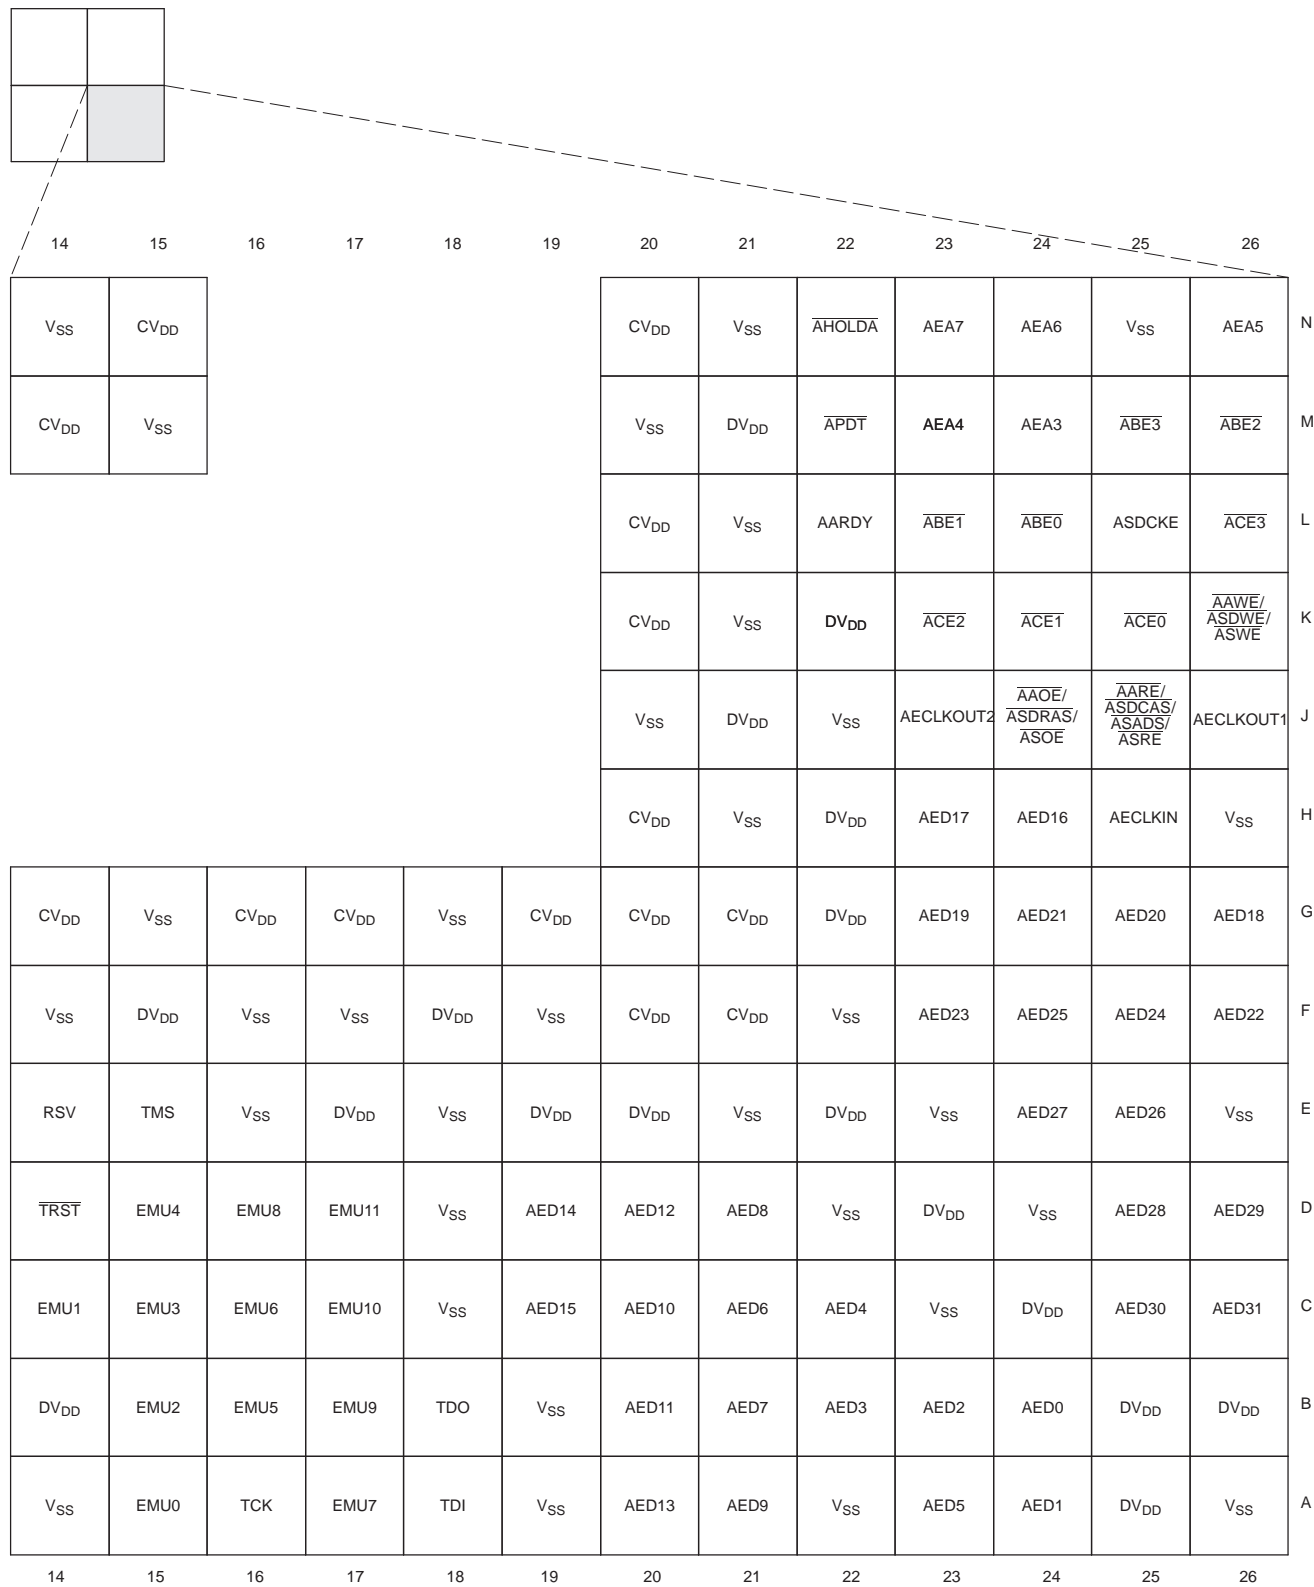 14 15 16 17 18 19 20 21 22 23 24 25 26
VSS CVDD CVDD VSS AHOLDA AEA7 AEA6 VSS AEA5 N
CVDD VSS VSS DVDD APDT AEA4 AEA3 ABE3 ABE2 M
CVDD VSS AARDY ABE1 ABE0 ASDCKE ACE3 L
CVDD VSS DVDD ACE2 ACE1 ACE0 AAWE/ ASDWE/ ASWE K
VSS DVDD VSS AECLKOUT2 AAOE/ ASDRAS/ ASOE AARE/ ASDCAS/ ASADS/ ASRE AECLKOUT1 J
CVDD VSS DVDD AED17 AED16 AECLKIN VSS H
CVDD VSS CVDD CVDD VSS CVDD CVDD CVDD DVDD AED19 AED21 AED20 AED18 G
VSS DVDD VSS VSS DVDD VSS CVDD CVDD VSS AED23 AED25 AED24 AED22 F
RSV TMS VSS DVDD VSS DVDD DVDD VSS DVDD VSS AED27 AED26 VSS E
TRST EMU4 EMU8 EMU11 VSS AED14 AED12 AED8 VSS DVDD VSS AED28 AED29 D
EMU1 EMU3 EMU6 EMU10 VSS AED15 AED10 AED6 AED4 VSS DVDD AED30 AED31 C
DVDD EMU2 EMU5 EMU9 TDO VSS AED11 AED7 AED3 AED2 AED0 DVDD DVDD B
VSS EMU0 TCK EMU7 TDI VSS AED13 AED9 VSS AED5 AED1 DVDD VSS A
14 15 16 17 18 19 20 21 22 23 24 25 26